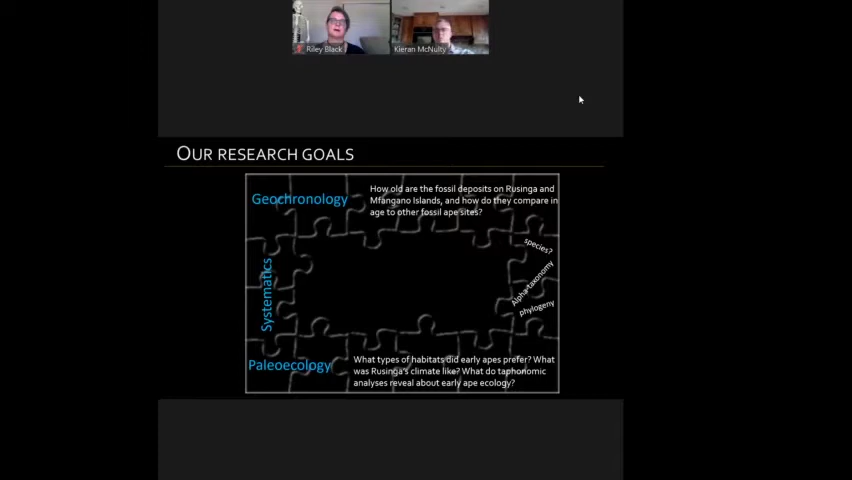 Riley Black
Kieran McNulty
OUR RESEARCH GOALS
Geochronology
How old are the fossil deposits on Rusinga and
Mfangano Islands, and how do they compare in
age to other fossil ape sites?
Systematics
species?
Alpha-taxonomy
phylogeny
Paleoecology
What types of habitats did early apes prefer? What
was Rusinga's climate like? What do taphonomic
analyses reveal about early ape ecology?